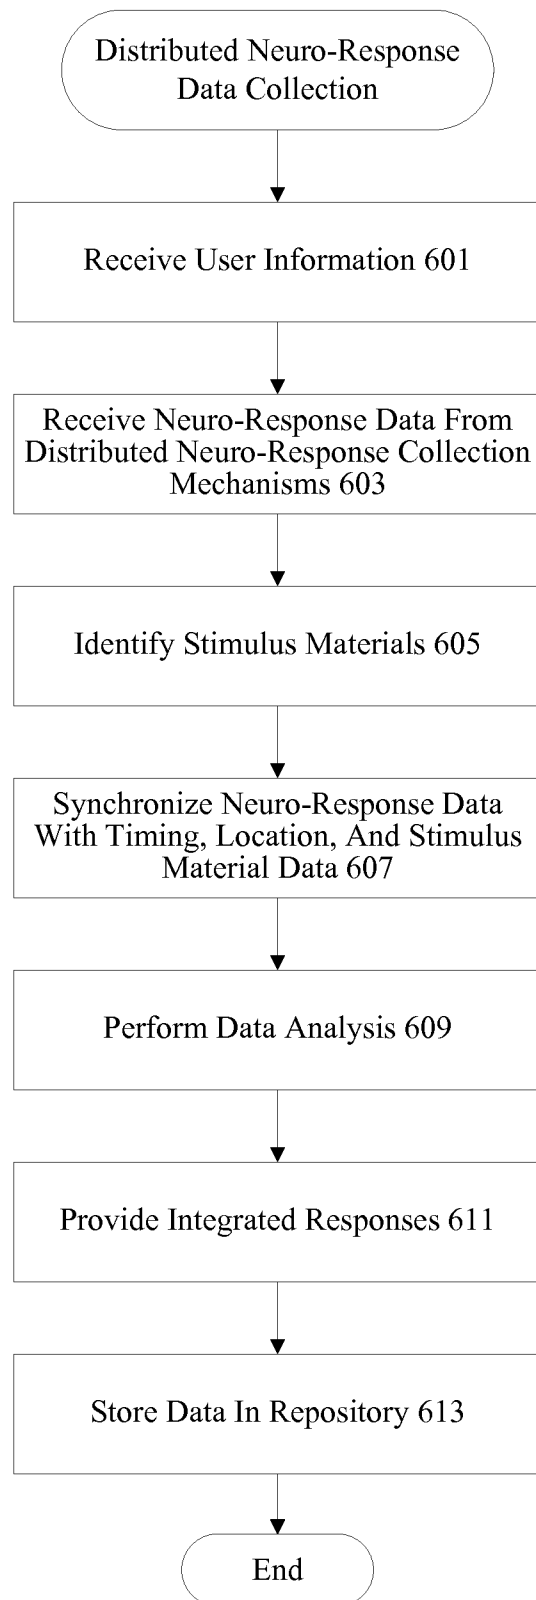 Distributed Neuro-Response
Data Collection
Receive User Information 601
Receive Neuro-Response Data From
Distributed Neuro-Response Collection
Mechanisms 603
Identify Stimulus Materials 605
Synchronize Neuro-Response Data
With Timing, Location, And Stimulus
Material Data 607
Perform Data Analysis 609
Provide Integrated Responses 611
Store Data In Repository 613
End